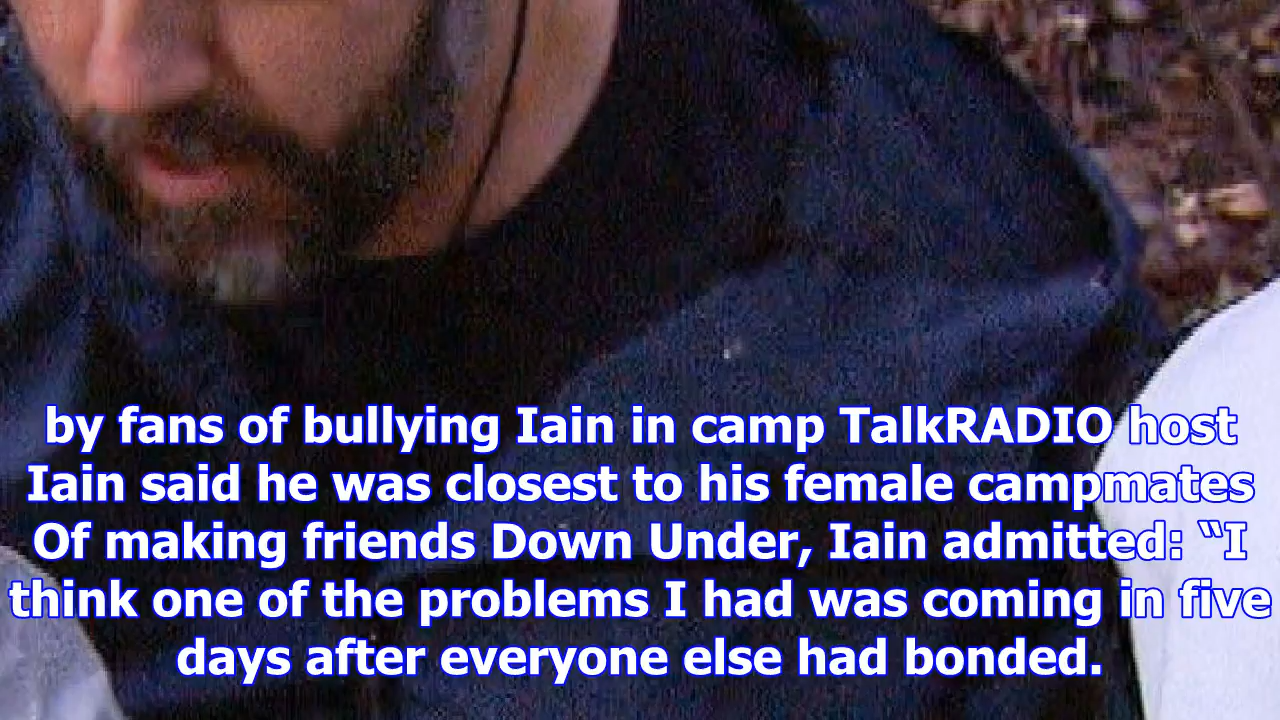 by fans of bullying Iain in camp TalkRADIO host
Iain said he was closest to his female campmates
Of making friends Down Under, Iain admitted: “I
think one of the problems I had was coming in five
days after everyone else had bonded.